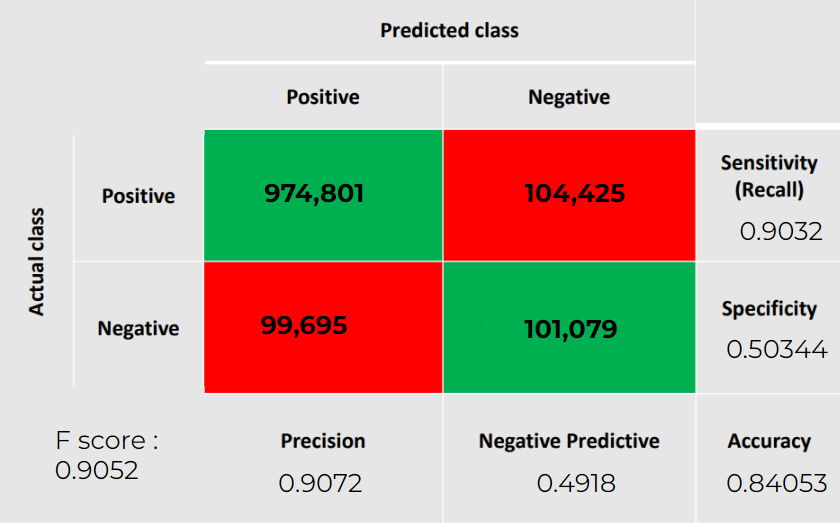 Predicted class
Positive
Negative
Actual class
Positive
974,801
104,425
Sensitivity
(Recall)
0.9032
Negative
99,695
101,079
Specificity
0.50344
F score :
0.9052
Precision
0.9072
Negative Predictive
0.4918
Accuracy
0.84053